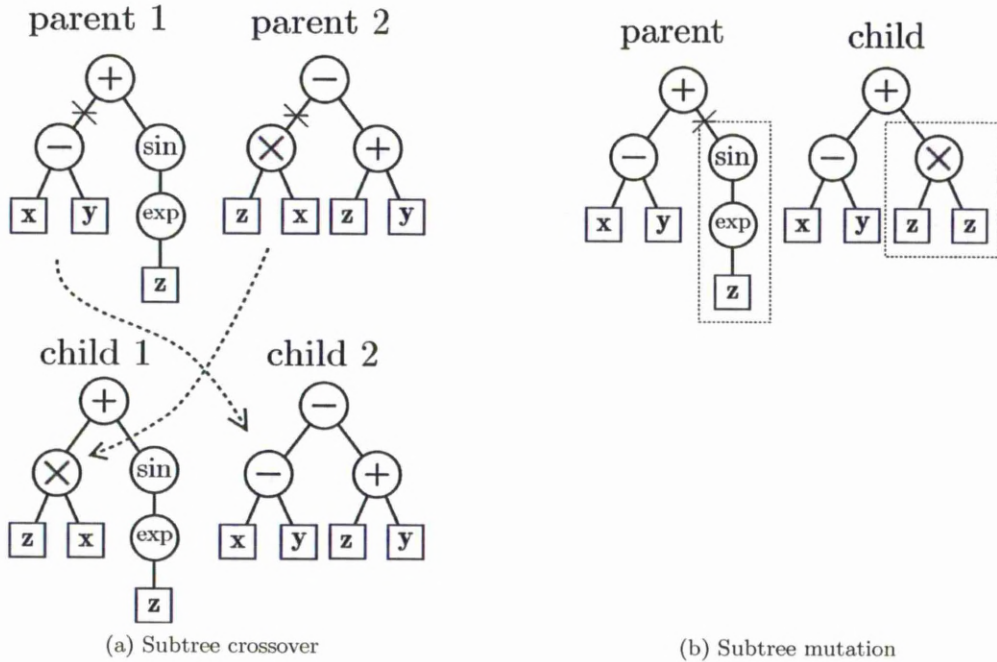 parent 1 parent 2
+ −
− sin × +
x y exp z x z y
z
child 1 child 2
+ −
× sin − +
z x exp x y z y
z
(a) Subtree crossover
parent child
+ +
− sin − ×
x y exp x y z z
z
(b) Subtree mutation